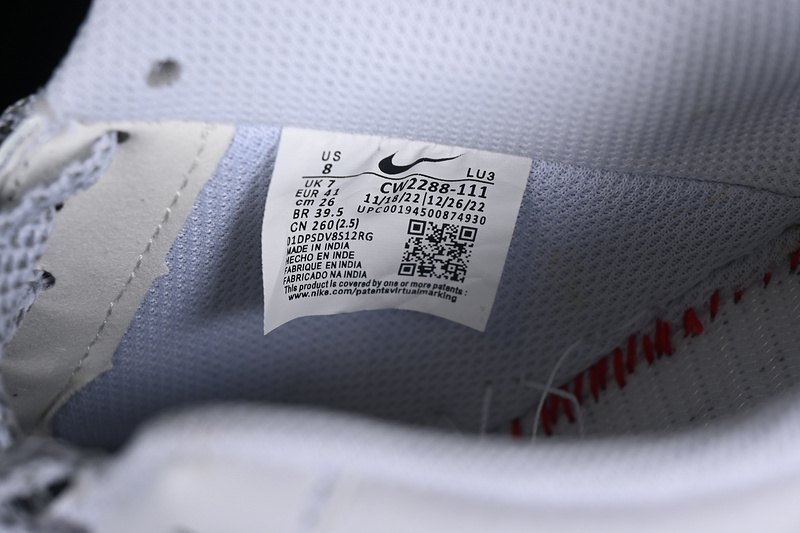 US
8
LU3
UK 7
EUR 41
cm 26
BR 39.5
CN 260(2.5)
CW2288-111
11/18/22|12/26/22
UPC00194500874930
01DPSDV8S12RG
MADE IN INDIA
HECHO EN INDE
FABRIQUE EN INDIA
FABRICADO NA INDIA
This product is covered by one or more patents :
www.nike.com/patentsvirtualmarking